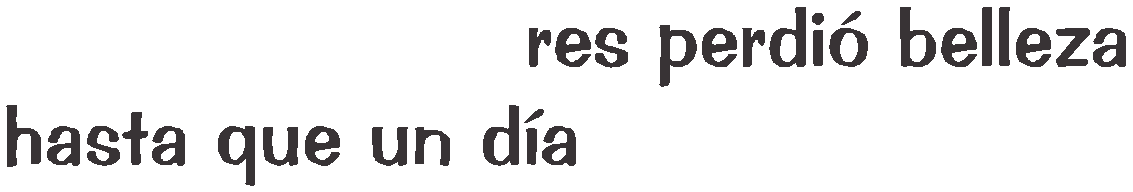 res perdió belleza
hasta que un día